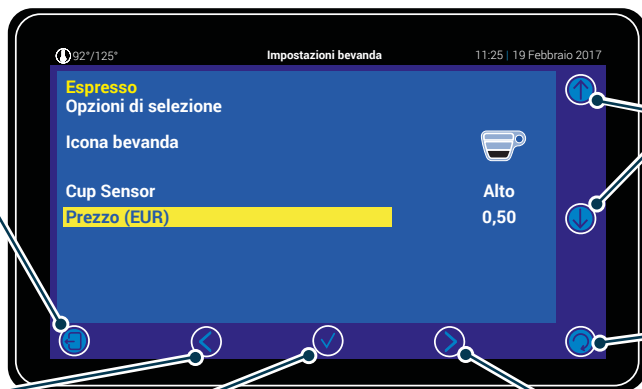 92°/125° Impostazioni bevanda 11:25 | 19 Febbraio 2017
Espresso
Opzioni di selezione
Icona bevanda
Cup Sensor Alto
Prezzo (EUR) 0,50